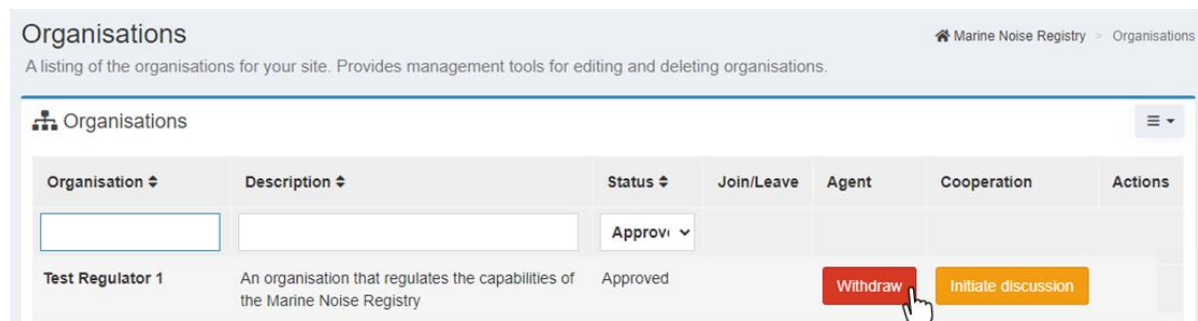 Organisations
Marine Noise Registry > Organisations
A listing of the organisations for your site. Provides management tools for editing and deleting organisations.
Organisations
Organisation Description Status Join/Leave Agent Cooperation Actions
Approv
Test Regulator 1 An organisation that regulates the capabilities of Approved Withdraw Initiate discussion
the Marine Noise Registry